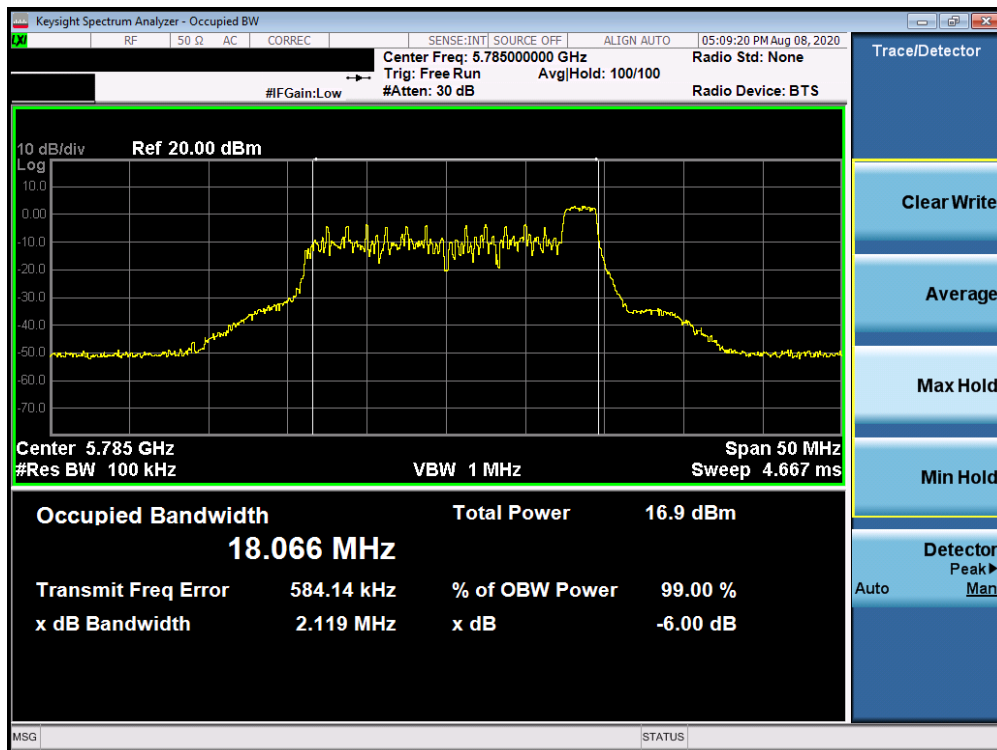 Keysight Spectrum Analyzer - Occupied BW
LXI RF 50 Ω AC CORREC SENSE:INT SOURCE OFF ALIGN AUTO 05:09:20 PM Aug 08, 2020
Center Freq: 5.785000000 GHz Radio Std: None
Trig: Free Run Avg|Hold: 100/100
#IFGain:Low #Atten: 30 dB Radio Device: BTS
Trace/Detector
10 dB/div Ref 20.00 dBm
Log
10.0
0.00
-10.0
-20.0
-30.0
-40.0
-50.0
-60.0
-70.0
Center 5.785 GHz Span 50 MHz
#Res BW 100 kHz VBW 1 MHz Sweep 4.667 ms
Occupied Bandwidth Total Power 16.9 dBm
18.066 MHz
Transmit Freq Error 584.14 kHz % of OBW Power 99.00 %
x dB Bandwidth 2.119 MHz x dB -6.00 dB
Clear Write
Average
Max Hold
Min Hold
Detector
Peak▶
Auto Man
MSG STATUS